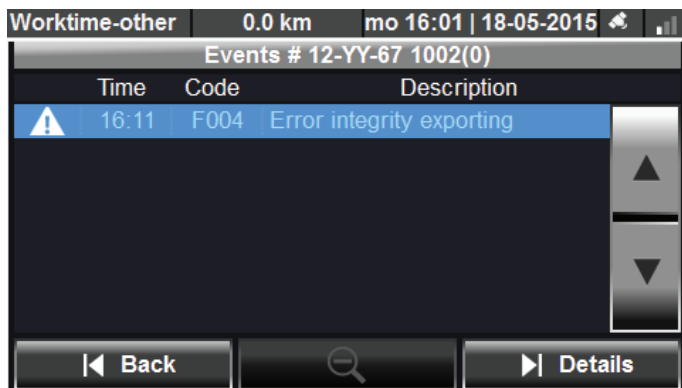 Worktime-other 0.0 km mo 16:01 | 18-05-2015
Events # 12-YY-67 1002(0)
Time Code Description
16:11 F004 Error integrity exporting
Back Details